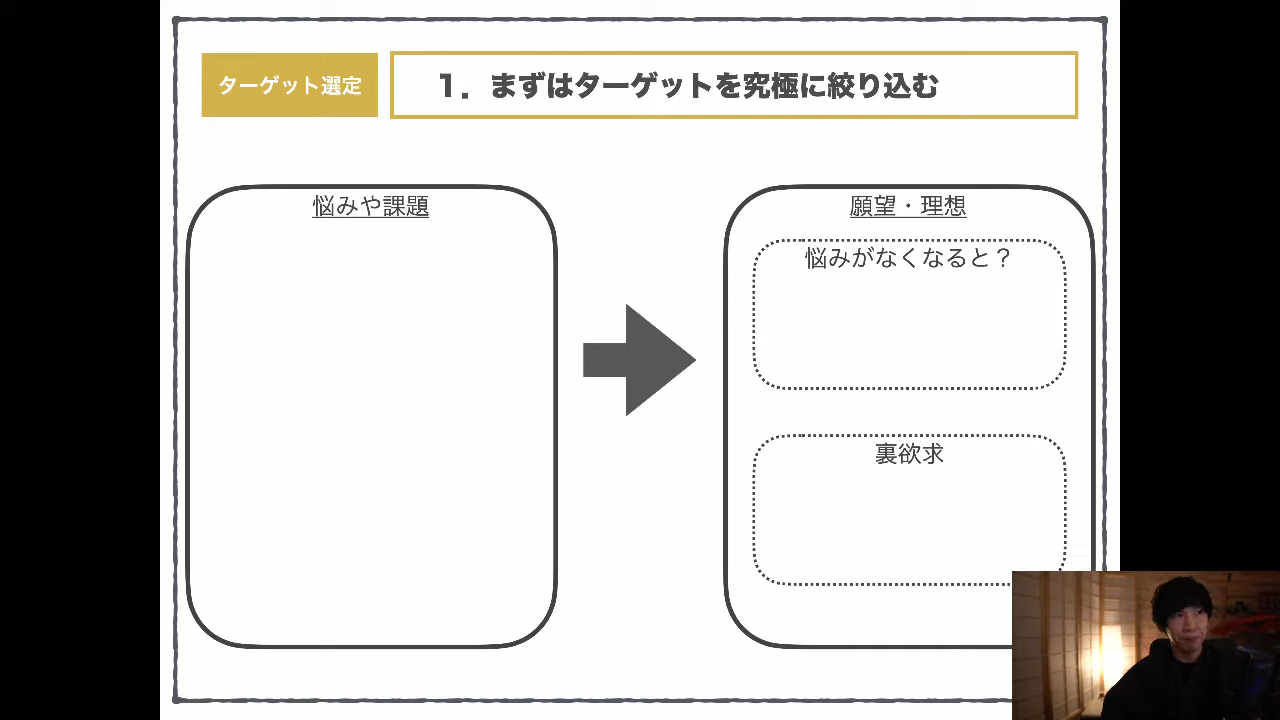 ターゲット選定
1．まずはターゲットを究極に絞り込む
悩みや課題
願望・理想
悩みがなくなると？
裏欲求